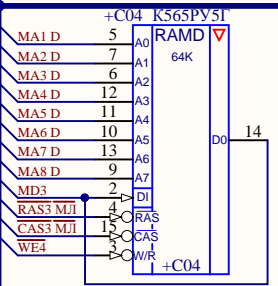 +C04 К565РУ5Г
MA1 D 5 A0 RAMD
MA2 D 7 A1 64K
MA3 D 6 A2
MA4 D 12 A3
MA5 D 11 A4
MA6 D 10 A5 D0 14
MA7 D 13 A6
MA8 D 9 A7
MD3 2 DI
RAS3 МЛ 4 RAS
CAS3 МЛ 15 CAS
WE4 3 W/R
+C04